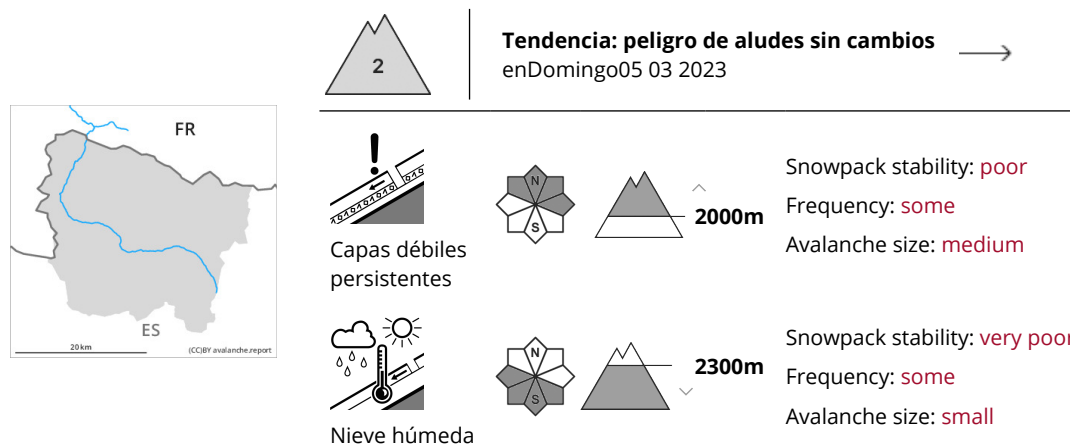 2
Tendencia: peligro de aludes sin cambios
enDomingo05 03 2023
FR
ES
20 km
(CC)BY avalanche.report
N
S
2000m
Capas débiles
persistentes
Snowpack stability: poor
Frequency: some
Avalanche size: medium
N
S
2300m
Nieve húmeda
Snowpack stability: very poor
Frequency: some
Avalanche size: small